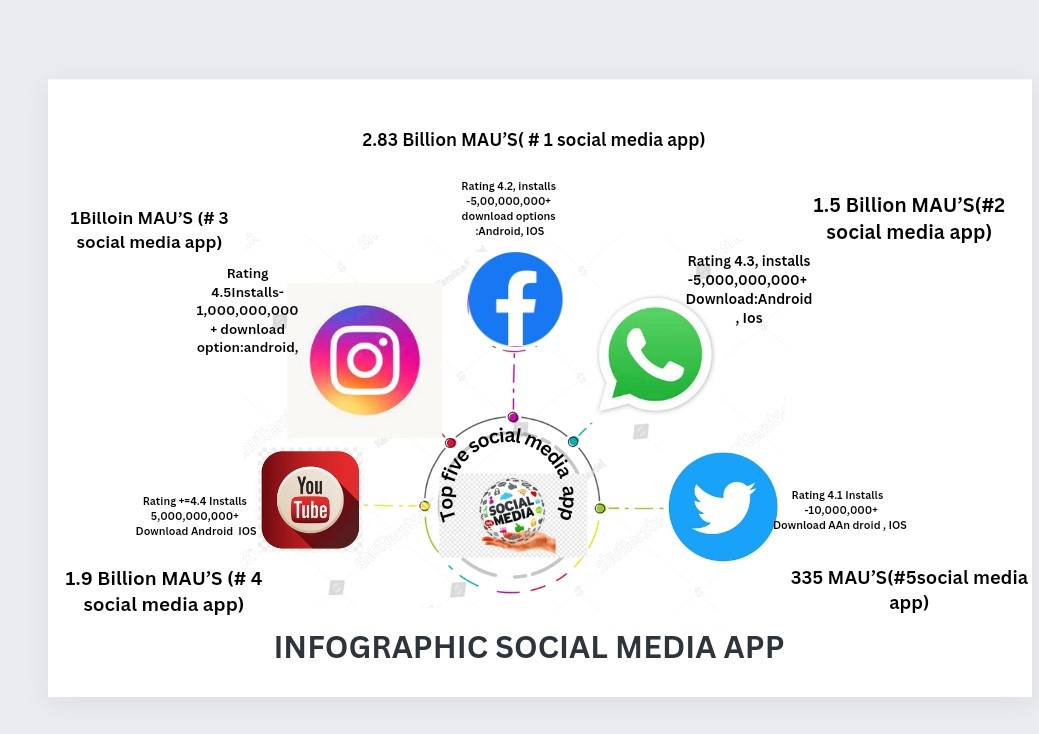 2.83 Billion MAU'S( # 1 social media app)
Rating 4.2, installs
-5,00,000,000+
download options
:Android, IOS
1Billoin MAU'S (# 3
social media app)
1.5 Billion MAU'S(#2
social media app)
Rating
4.5Installs-
1,000,000,000
+ download
option:android,
Rating 4.3, installs
-5,000,000,000+
Download:Android
, Ios
Top five social media app
SOCIAL
MEDIA
You
Tube
Rating +=4.4 Installs
5,000,000,000+
Download Android IOS
Rating 4.1 Installs
-10,000,000+
Download AAn droid , IOS
1.9 Billion MAU'S (# 4
social media app)
335 MAU'S(#5social media
app)
INFOGRAPHIC SOCIAL MEDIA APP